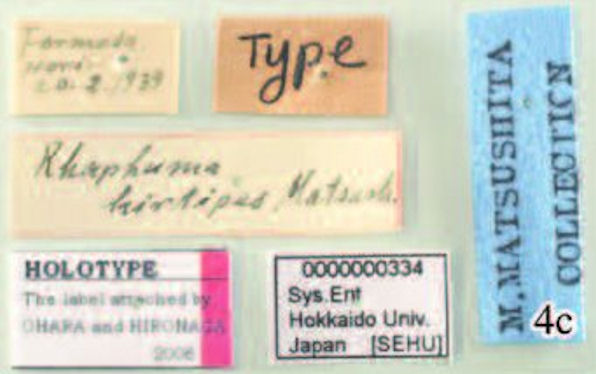 Formosa
20.2.1939
Type
Rhaphuma
hirtipes Matsush.
HOLOTYPE
The label attached by
OHARA and HIRONAGA
2006
0000000334
Sys.Ent
Hokkaido Univ.
Japan [SEHU]
M.MATSUSHITA
COLLECTION
4c